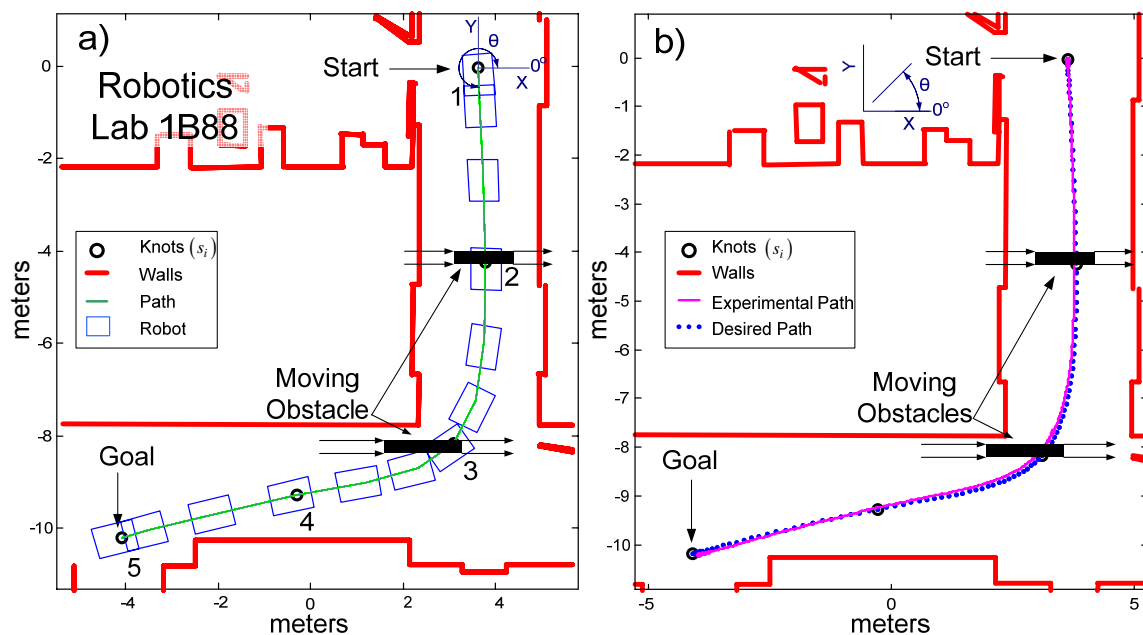 a)
Y
θ
0
Start
X
0°
1
Robotics
Lab 1B88
-2
-4
2
Knots (s_i)
Walls
Path
Robot
meters
-6
Moving
Obstacle
-8
Goal
3
4
-10
5
-4
-2
0
2
4
meters
b)
0
Start
Y
θ
X
0°
-1
-2
-3
-4
-5
-6
-7
-8
-9
-10
Knots (s_i)
Walls
Experimental Path
Desired Path
meters
Moving
Obstacles
Goal
-5
0
5
meters